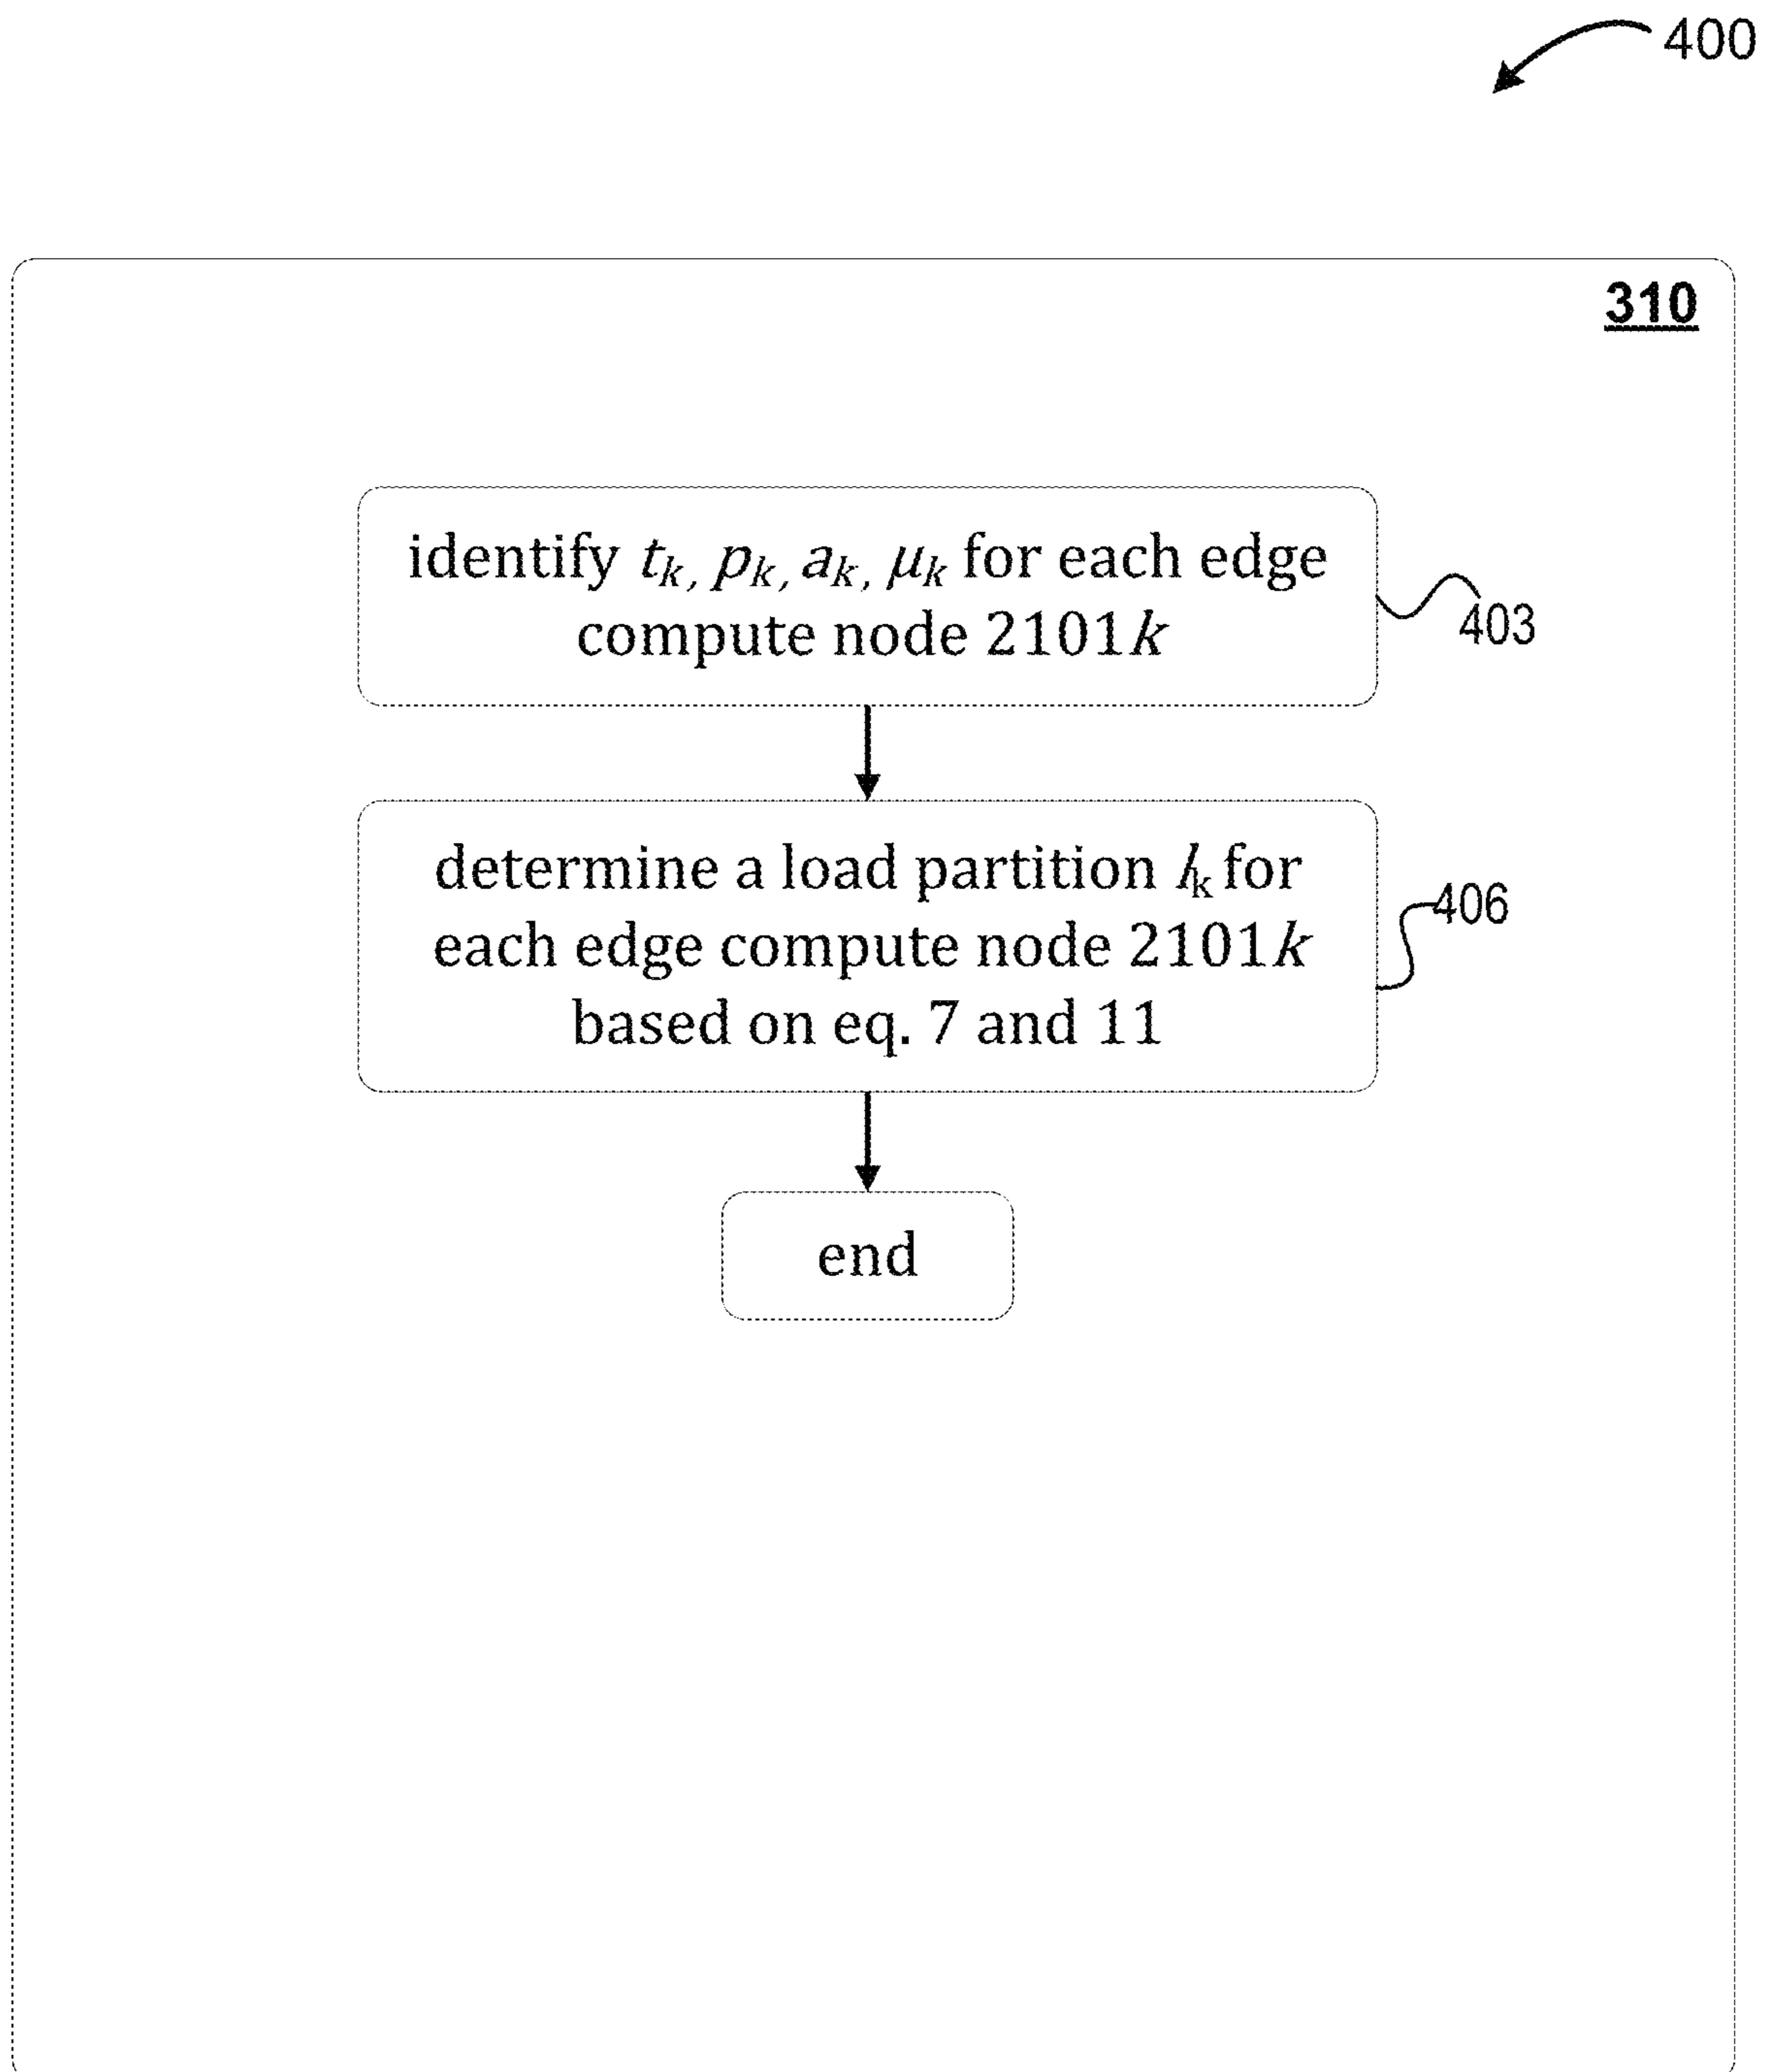 400
310
identify tk, pk, ak, μk for each edge
compute node 2101k
403
determine a load partition lk for
each edge compute node 2101k
based on eq. 7 and 11
406
end